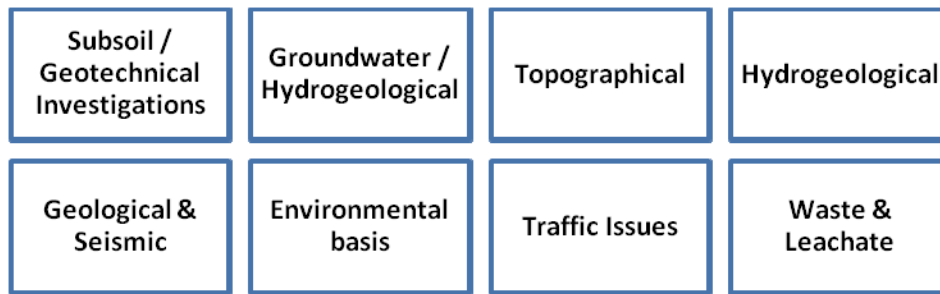 Subsoil /
Geotechnical
Investigations
Groundwater /
Hydrogeological
Topographical
Hydrogeological
Geological &
Seismic
Environmental
basis
Traffic Issues
Waste &
Leachate